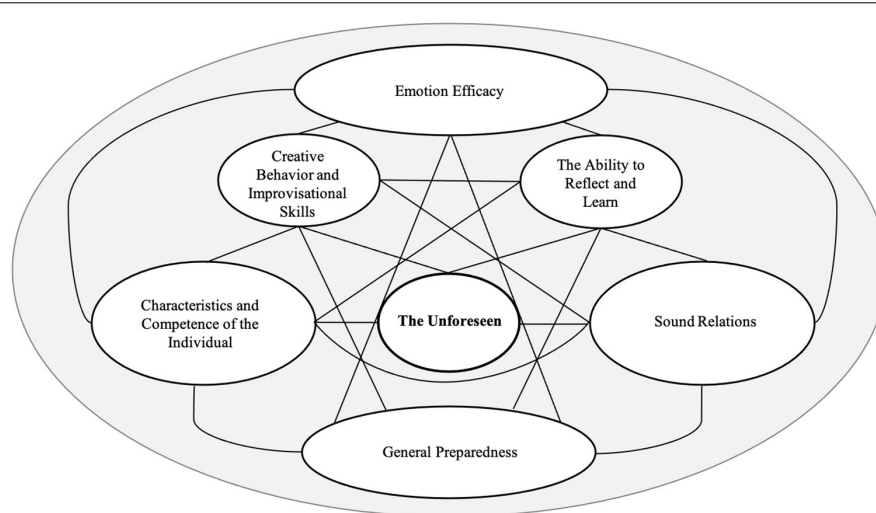 Emotion Efficacy
Creative
Behavior and
Improvisational
Skills
The Ability to
Reflect and
Learn
Characteristics and
Competence of the
Individual
The Unforeseen
Sound Relations
General Preparedness